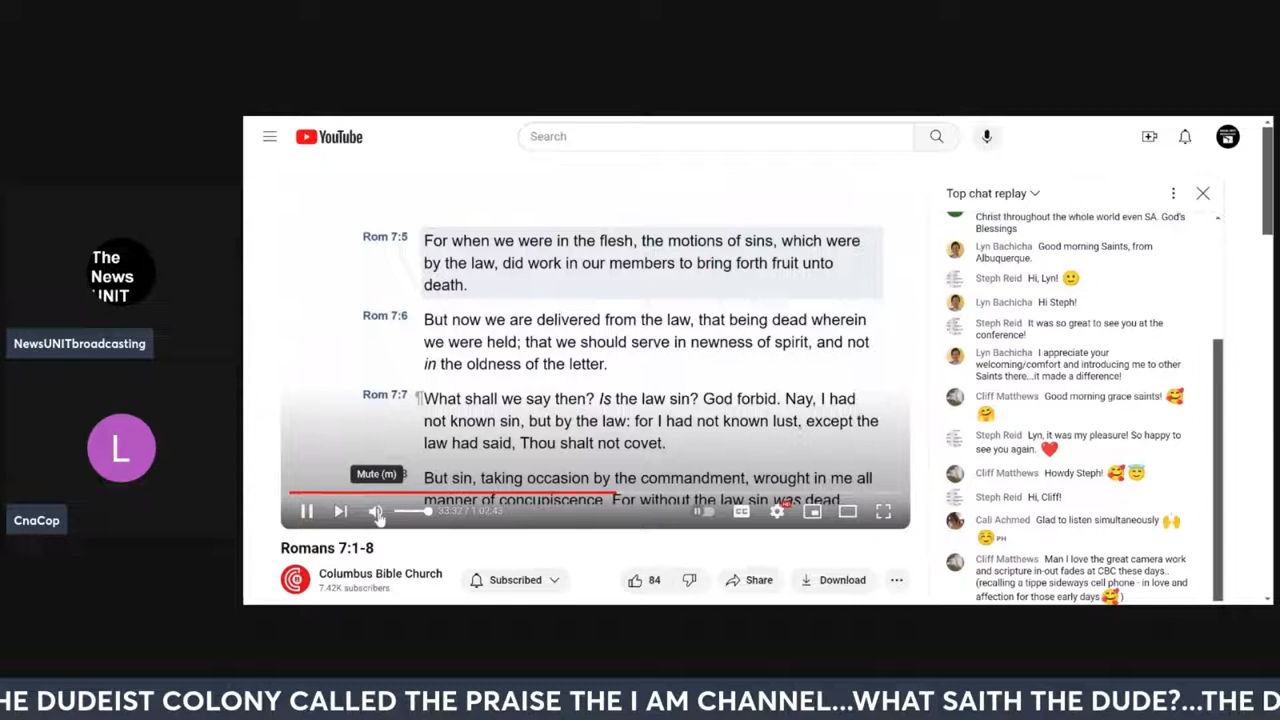 YouTube
Search
The
News
UNIT
NewsUNITbroadcasting
L
CnaCop
Rom 7:5
For when we were in the flesh, the motions of sins, which were
by the law, did work in our members to bring forth fruit unto
death.
Rom 7:6
But now we are delivered from the law, that being dead wherein
we were held; that we should serve in newness of spirit, and not
in the oldness of the letter.
Rom 7:7
¶What shall we say then? Is the law sin? God forbid. Nay, I had
not known sin, but by the law: for I had not known lust, except the
law had said, Thou shalt not covet.
But sin, taking occasion by the commandment, wrought in me all
manner of concupiscence. For without the law sin was dead
Mute (m)
33:32 / 1:02:43
CC
Romans 7:1-8
Columbus Bible Church
7.42K subscribers
Subscribed
84
Share
Download
Top chat replay
Christ throughout the whole world even SA. God's
Blessings
Lyn Bachicha Good morning Saints, from
Albuquerque.
Steph Reid Hi, Lyn!
Lyn Bachicha Hi Steph!
Steph Reid It was so great to see you at the
conference!
Lyn Bachicha I appreciate your
welcoming/comfort and introducing me to other
Saints there...it made a difference!
Cliff Matthews Good morning grace saints!
Steph Reid Lyn, it was my pleasure! So happy to
see you again.
Cliff Matthews Howdy Steph!
Steph Reid Hi, Cliff!
Cali Achmed Glad to listen simultaneously
PH
Cliff Matthews Man I love the great camera work
and scripture in-out fades at CBC these days..
(recalling a tippe sideways cell phone - in love and
affection for those early days )
HE DUDEIST COLONY CALLED THE PRAISE THE I AM CHANNEL...WHAT SAITH THE DUDE?...THE D